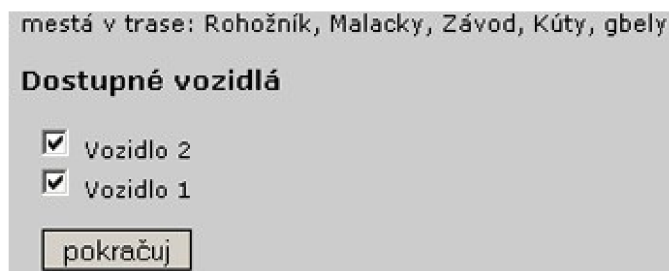 mestá v trase: Rohožník, Malacky, Závod, Kúty, gbely
Dostupné vozidlá
Vozidlo 2
Vozidlo 1
pokračuj